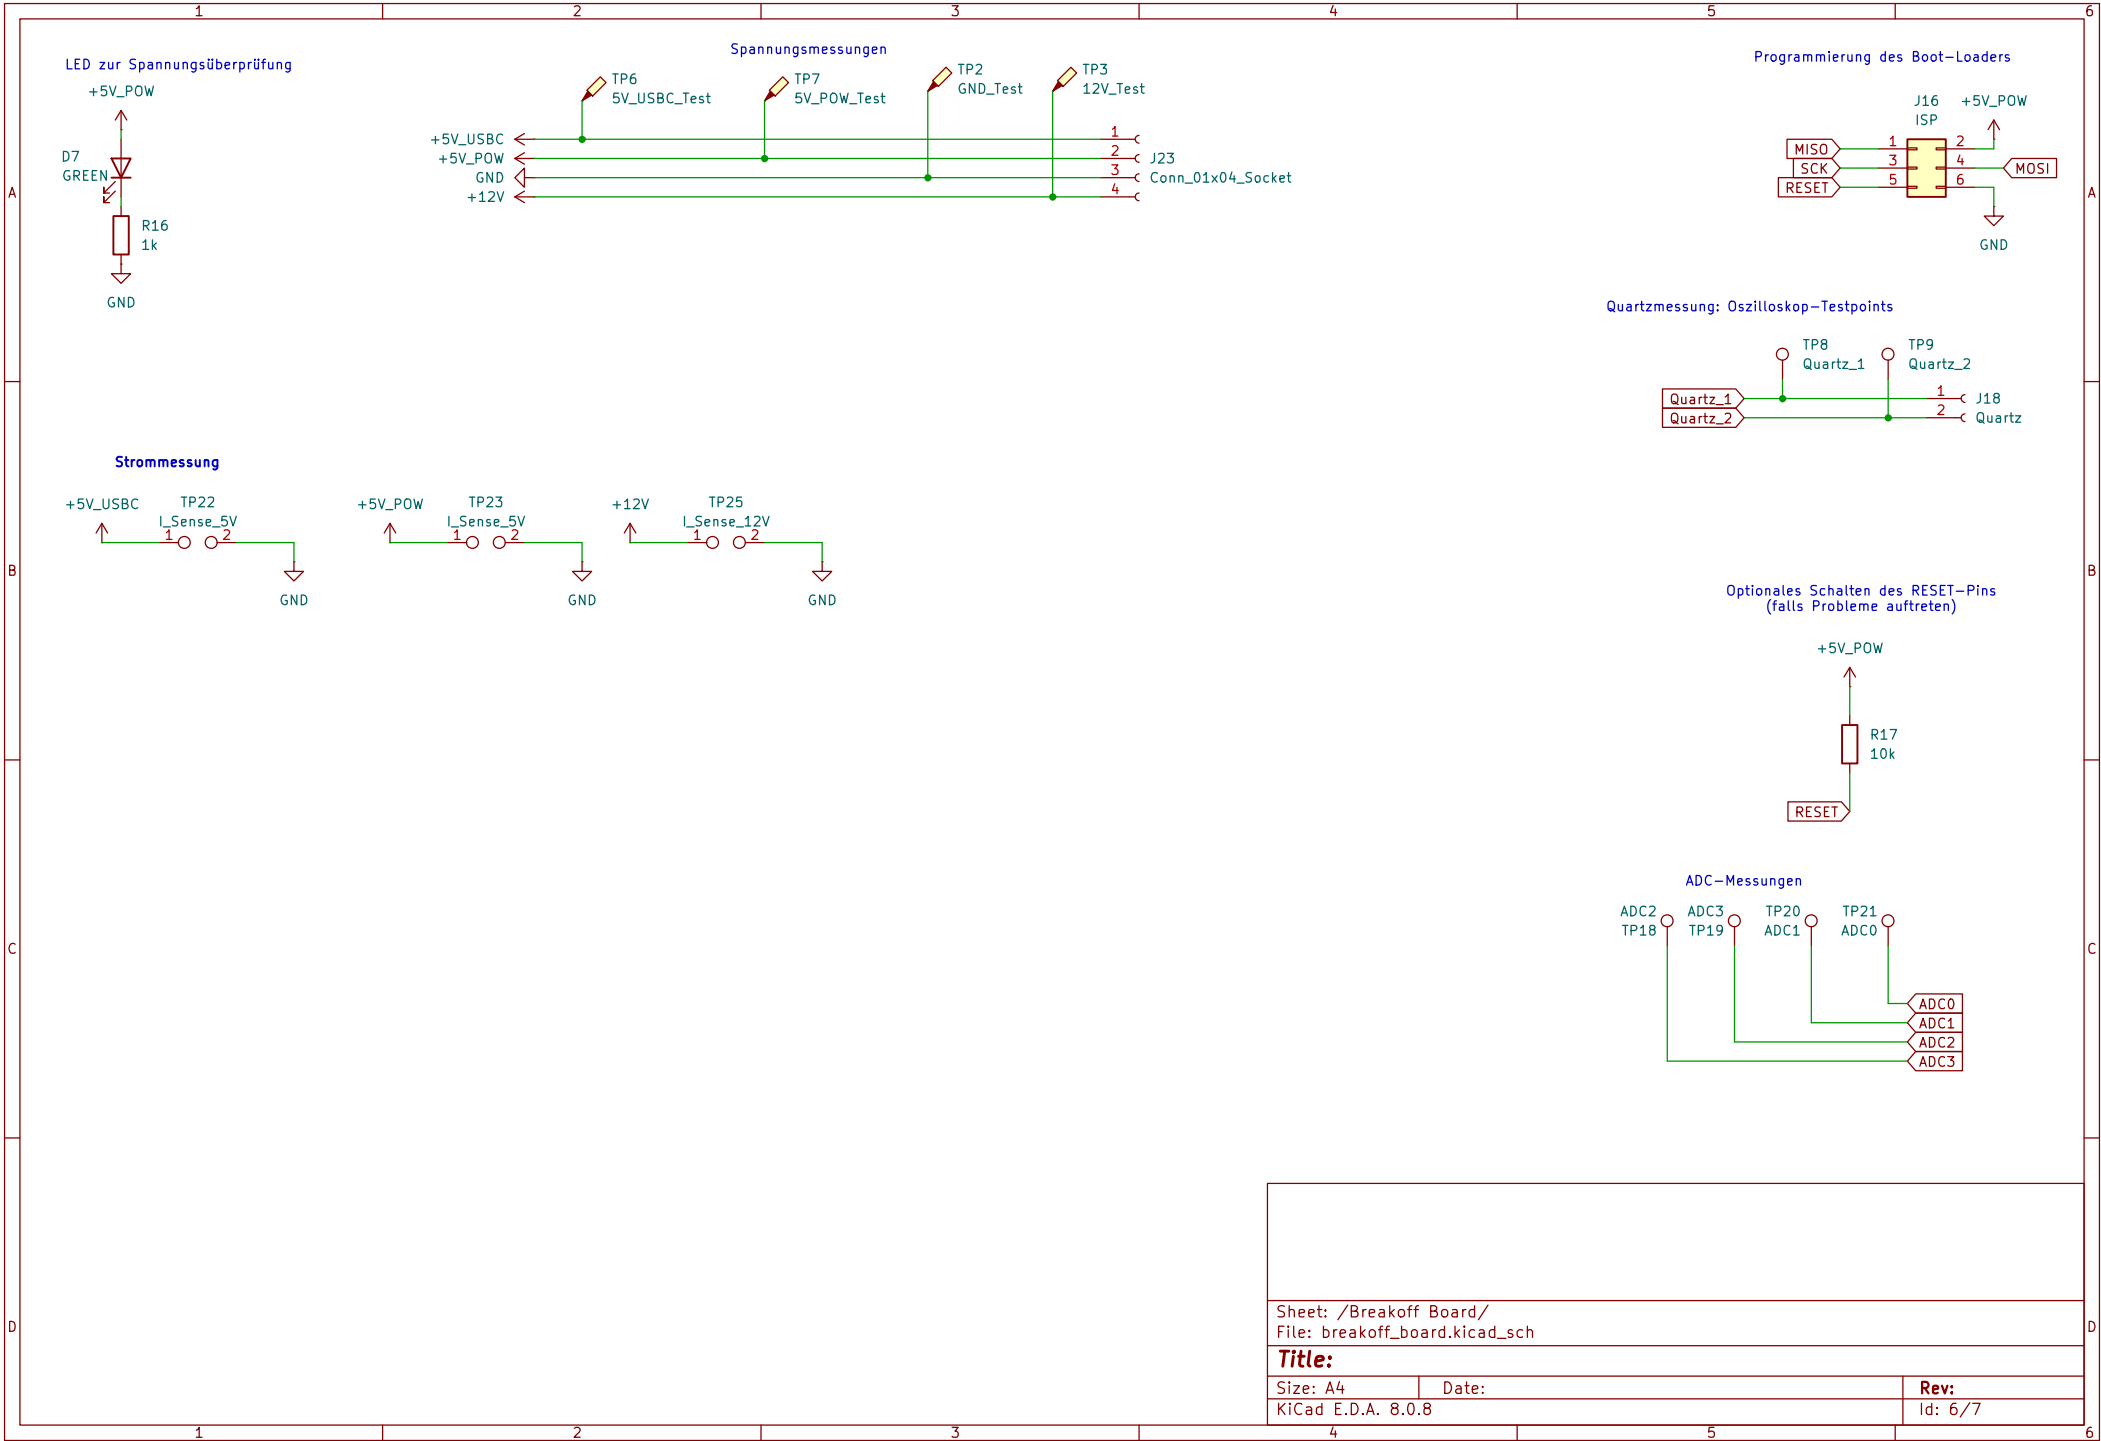 1 2 3 4 5 6
LED zur Spannungsüberprüfung
+5V_POW
D7
GREEN
R16
1k
GND
Spannungsmessungen
TP6
5V_USBC_Test
TP7
5V_POW_Test
TP2
GND_Test
TP3
12V_Test
+5V_USBC 1
+5V_POW 2 J23
GND 3 Conn_01x04_Socket
+12V 4
Programmierung des Boot-Loaders
J16 +5V_POW
ISP
MISO 1 2
SCK 3 4 MOSI
RESET 5 6
GND
A A
Quartzmessung: Oszilloskop-Testpoints
TP8
Quartz_1
TP9
Quartz_2
Quartz_1 1 J18
Quartz_2 2 Quartz
Strommessung
+5V_USBC
TP22
I_Sense_5V
1 2
GND
+5V_POW
TP23
I_Sense_5V
1 2
GND
+12V
TP25
I_Sense_12V
1 2
GND
B B
Optionales Schalten des RESET-Pins
(falls Probleme auftreten)
+5V_POW
R17
10k
RESET
ADC-Messungen
ADC2
TP18
ADC3
TP19
TP20
ADC1
TP21
ADC0
C C
ADC0
ADC1
ADC2
ADC3
D D
Sheet: /Breakoff Board/
File: breakoff_board.kicad_sch
Title:
Size: A4 Date: Rev:
KiCad E.D.A. 8.0.8 Id: 6/7
1 2 3 4 5 6